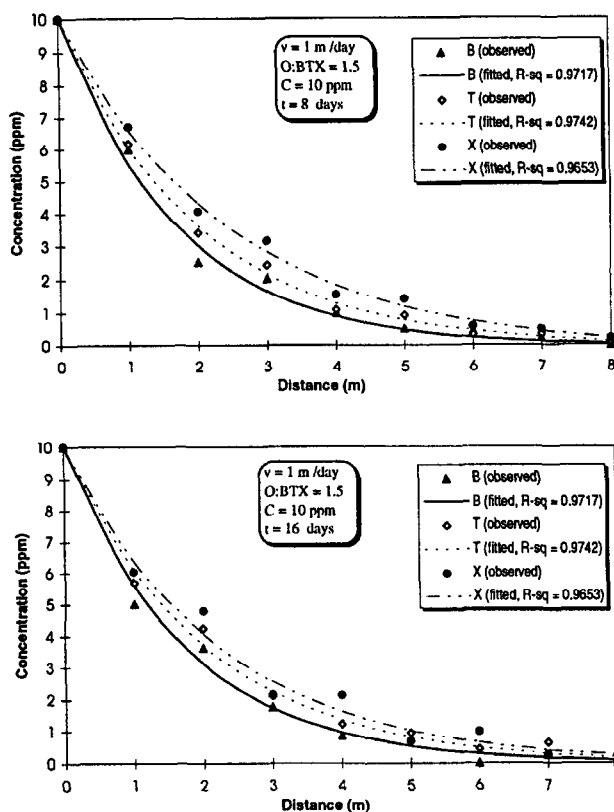 Concentration (ppm)
10
9
8
7
6
5
4
3
2
1
0
v = 1 m /day
O:BTX = 1.5
C = 10 ppm
t = 8 days
B (observed)
B (fitted, R-sq = 0.9717)
T (observed)
T (fitted, R-sq = 0.9742)
X (observed)
X (fitted, R-sq = 0.9653)
0 1 2 3 4 5 6 7 8
Distance (m)
Concentration (ppm)
10
9
8
7
6
5
4
3
2
1
0
v = 1 m /day
O:BTX = 1.5
C = 10 ppm
t = 16 days
B (observed)
B (fitted, R-sq = 0.9717)
T (observed)
T (fitted, R-sq = 0.9742)
X (observed)
X (fitted, R-sq = 0.9653)
0 1 2 3 4 5 6 7
Distance (m)